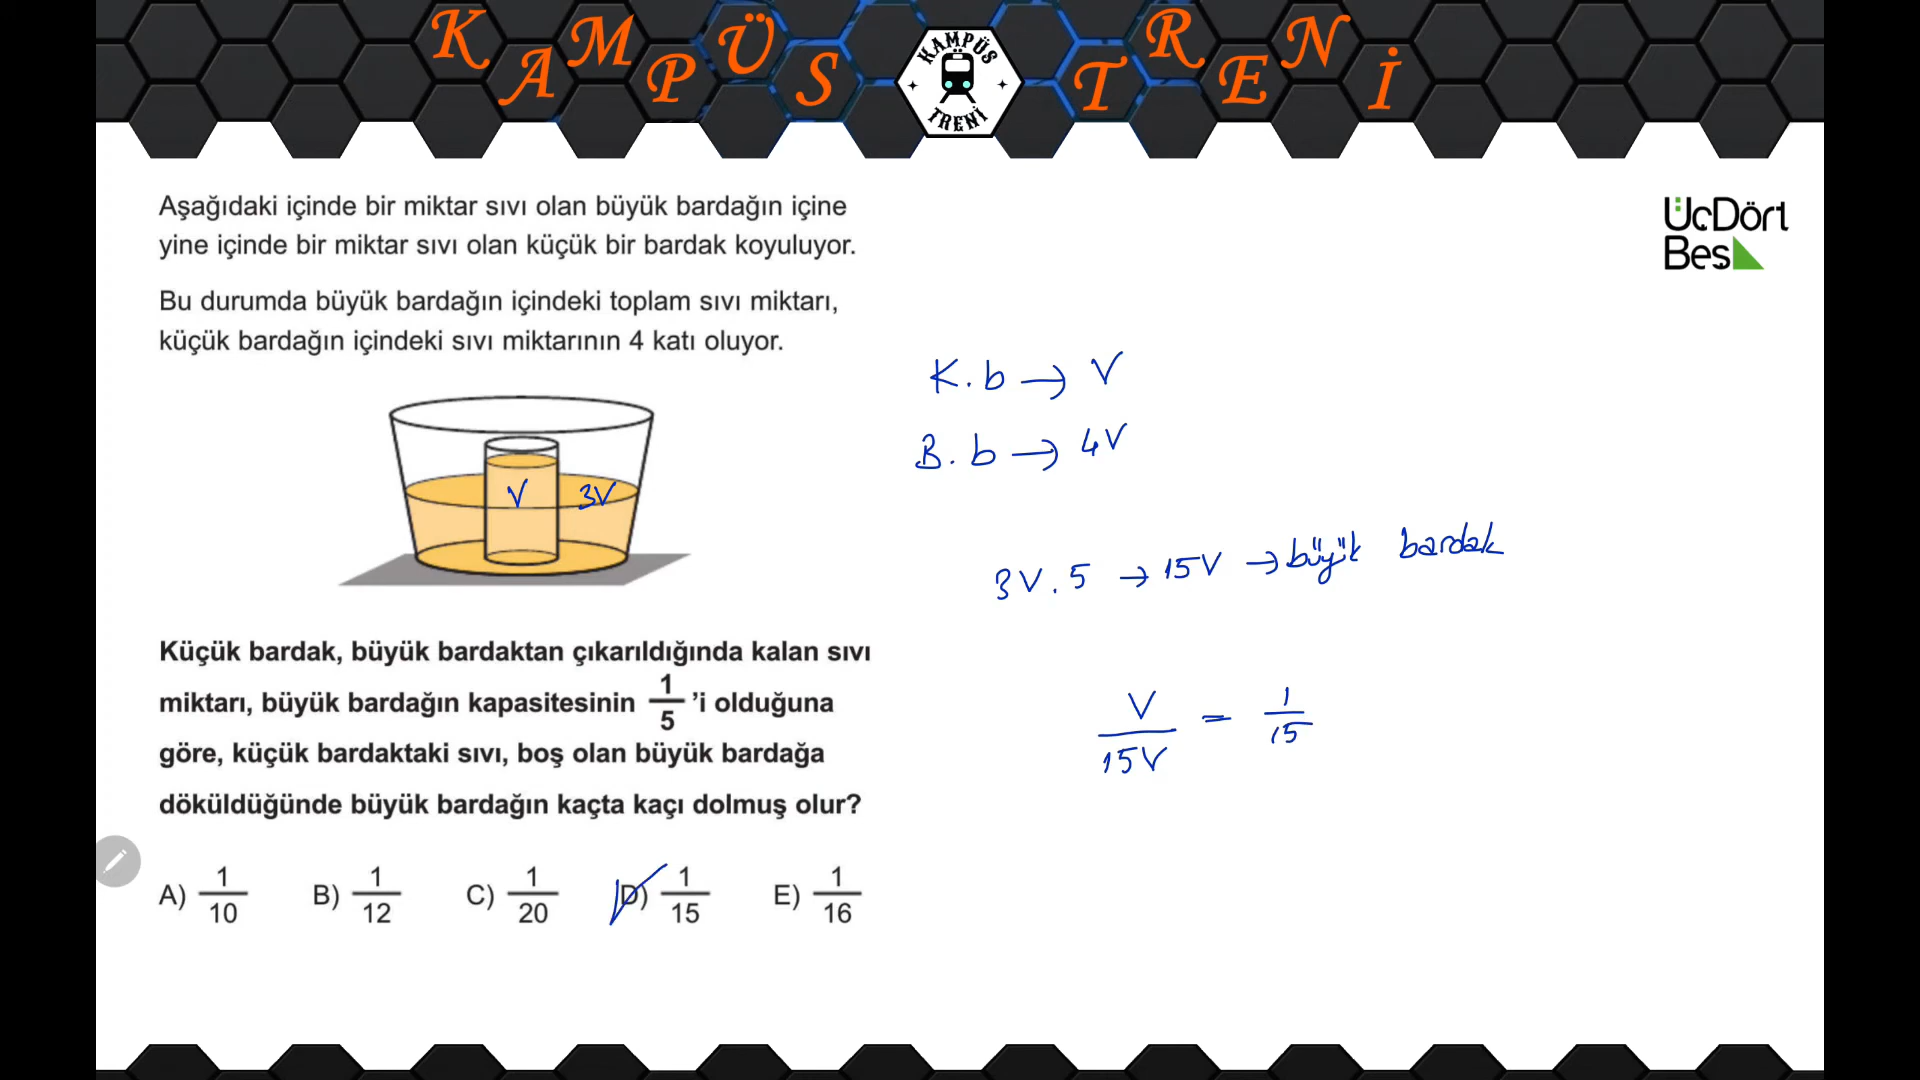 KAMPÜS TRENİ
KAMPÜS
TRENİ
Aşağıdaki içinde bir miktar sıvı olan büyük bardağın içine
yine içinde bir miktar sıvı olan küçük bir bardak koyuluyor.
Bu durumda büyük bardağın içindeki toplam sıvı miktarı,
küçük bardağın içindeki sıvı miktarının 4 katı oluyor.
V 3V
Küçük bardak, büyük bardaktan çıkarıldığında kalan sıvı
miktarı, büyük bardağın kapasitesinin 1/5 'i olduğuna
göre, küçük bardaktaki sıvı, boş olan büyük bardağa
döküldüğünde büyük bardağın kaçta kaçı dolmuş olur?
A) 1/10 B) 1/12 C) 1/20 D) 1/15 E) 1/16
ÜçDört
Beş
K.b → V
B.b → 4V
3V.5 → 15V → büyük bardak
V/15V = 1/15